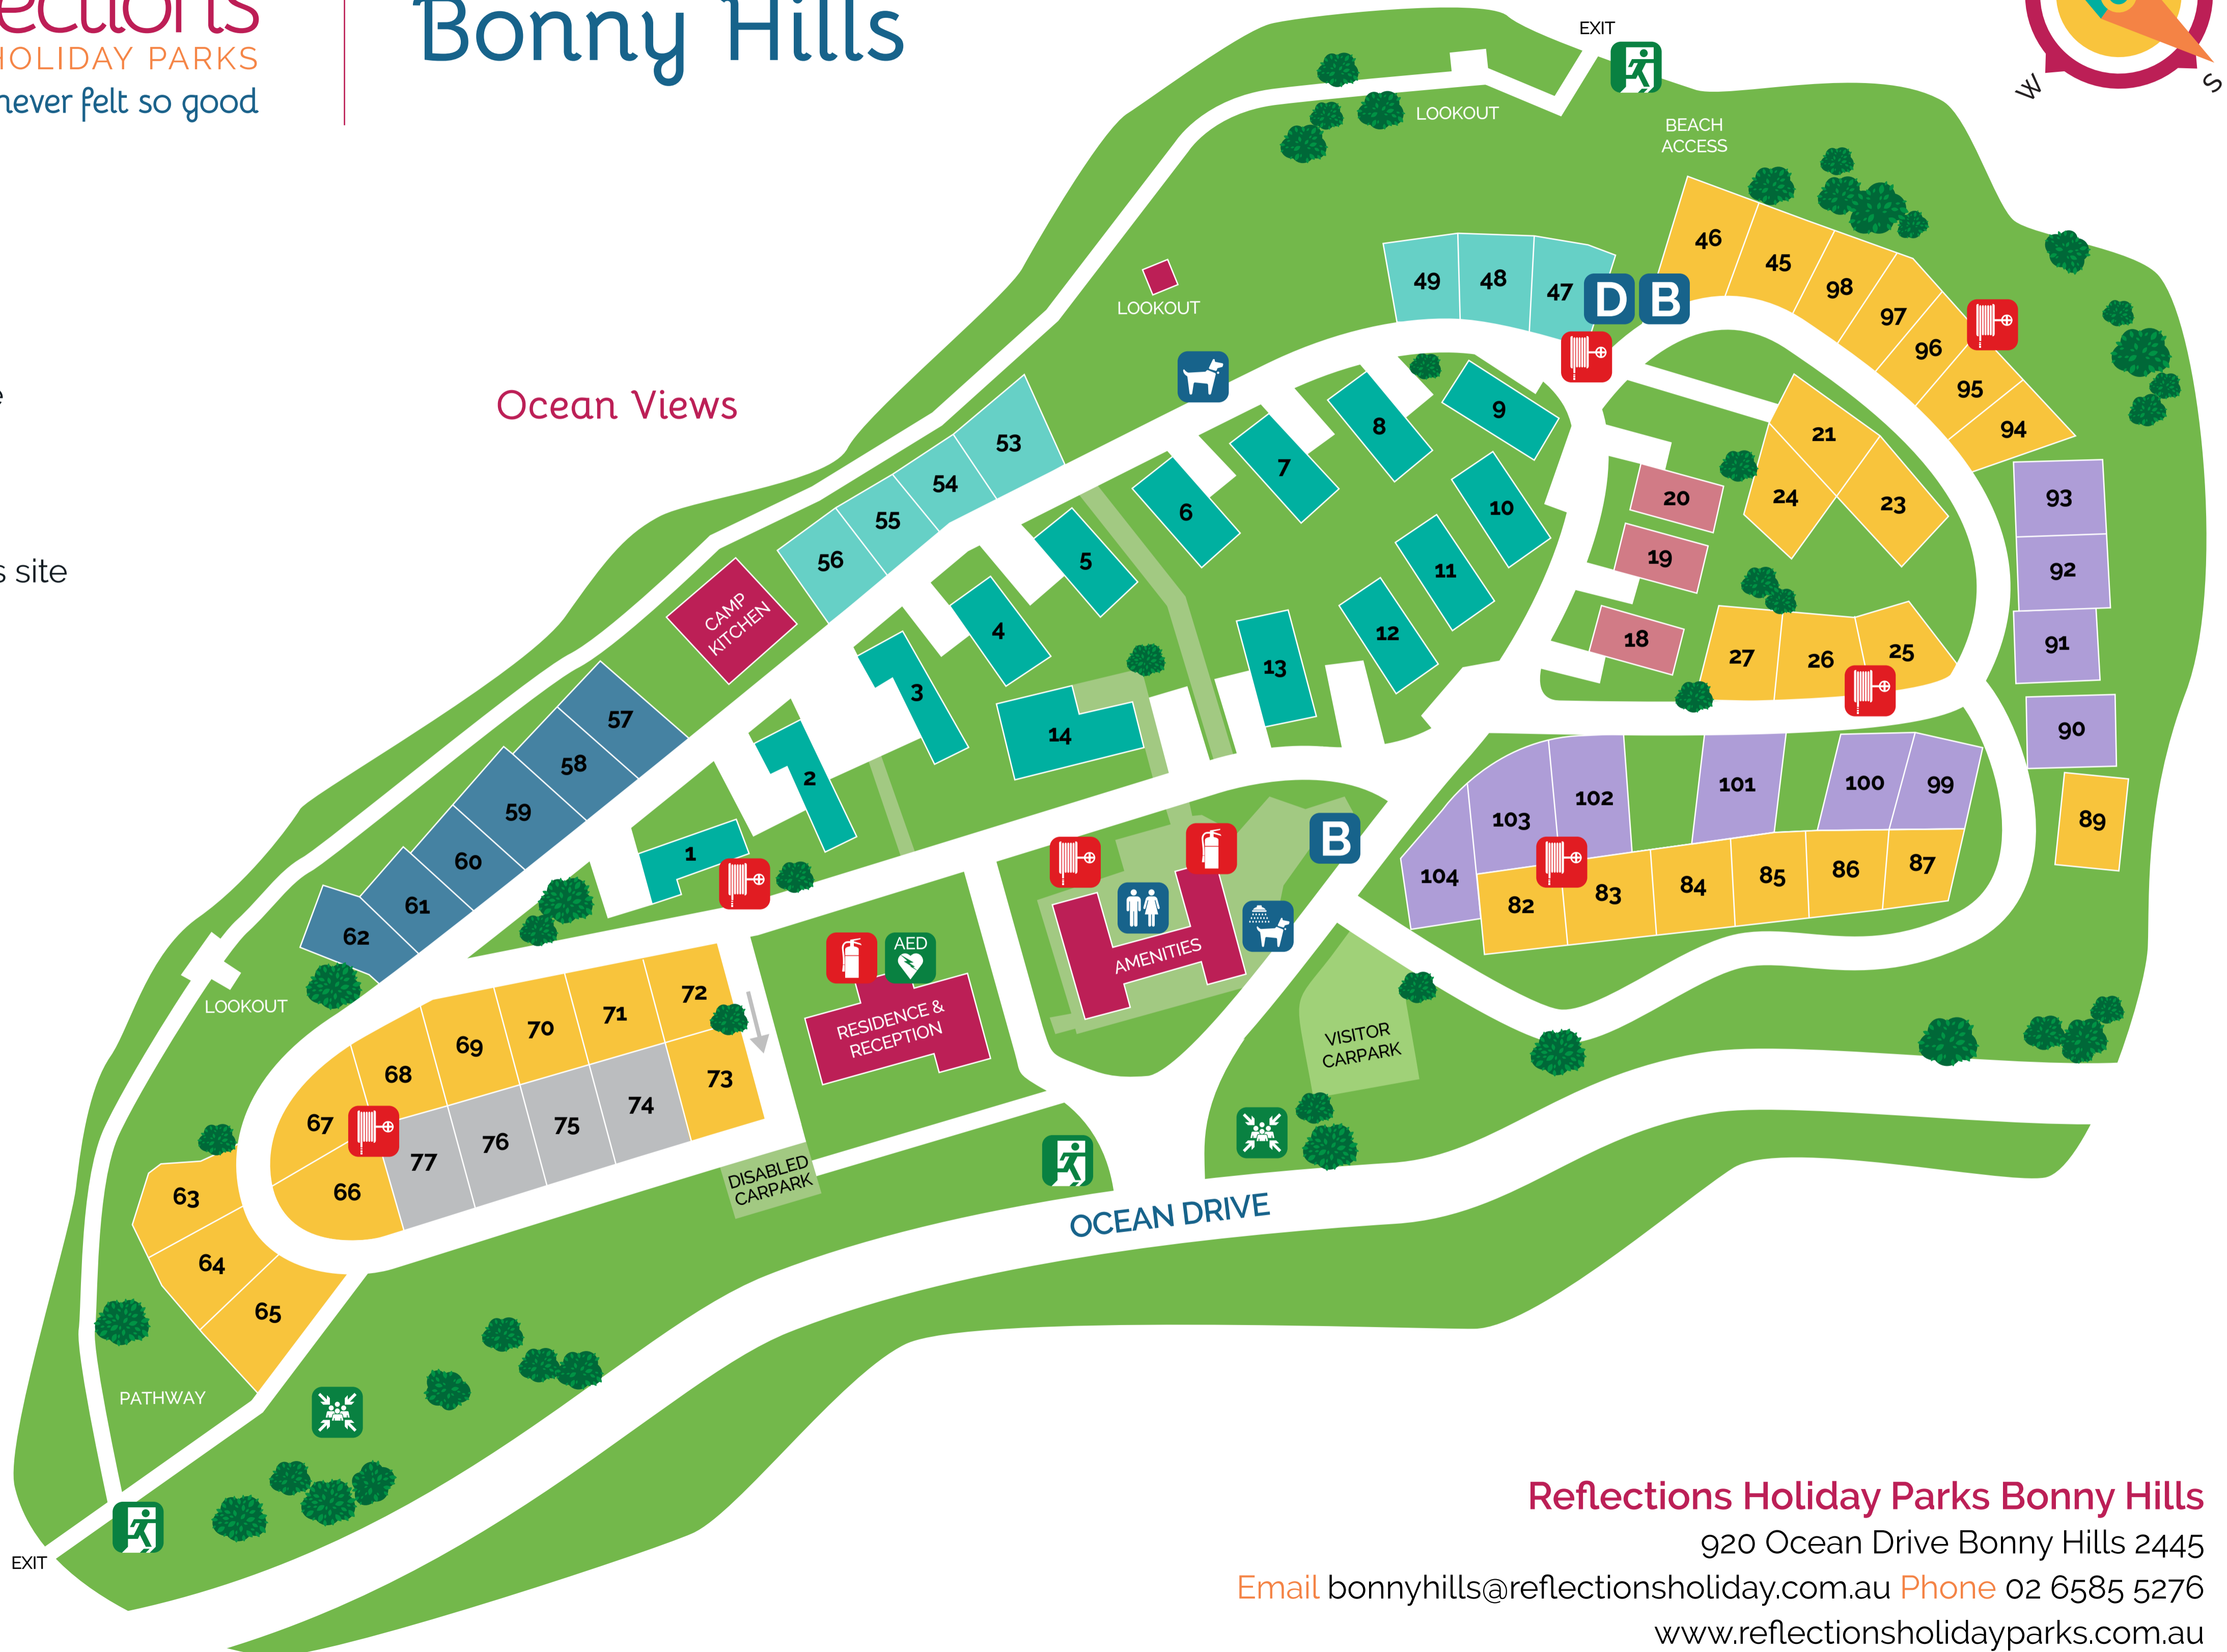 ections
HOLIDAY PARKS
never felt so good
Bonny Hills
W
S
e
s site
Ocean Views
EXIT
LOOKOUT
BEACH
ACCESS
LOOKOUT
46
45
98
97
96
95
94
49
48
47
D
B
53
54
55
56
CAMP
KITCHEN
57
58
59
60
61
62
LOOKOUT
1
2
3
4
5
6
7
8
9
10
11
12
13
14
20
19
18
21
24
23
27
26
25
93
92
91
90
89
104
103
102
101
100
99
82
83
84
85
86
87
B
AMENITIES
AED
RESIDENCE &
RECEPTION
VISITOR
CARPARK
DISABLED
CARPARK
72
71
70
69
68
67
66
77
76
75
74
73
63
64
65
PATHWAY
EXIT
OCEAN DRIVE
Reflections Holiday Parks Bonny Hills
920 Ocean Drive Bonny Hills 2445
Email bonnyhills@reflectionsholiday.com.au Phone 02 6585 5276
www.reflectionsholidayparks.com.au